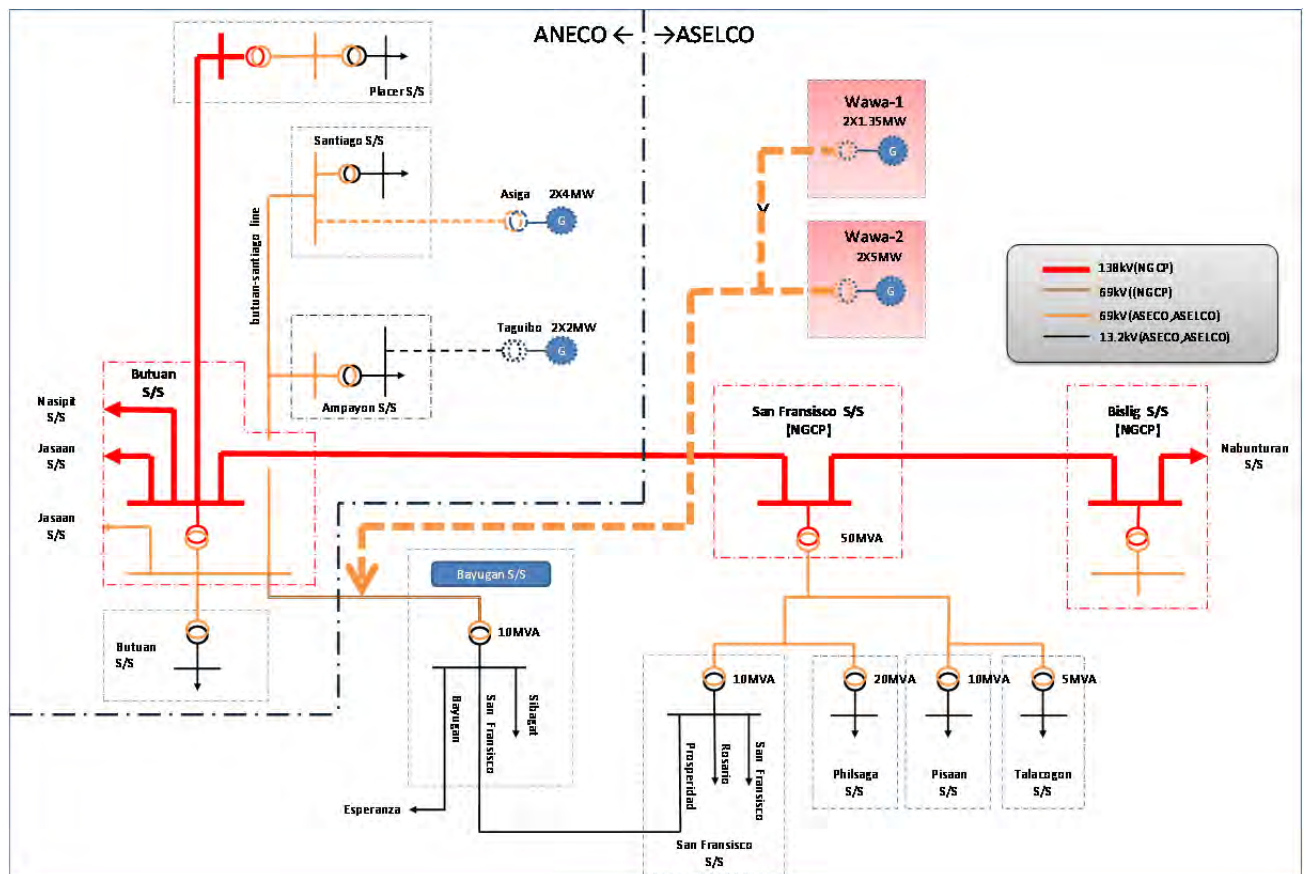 ANECO ← → ASELCO
Placer S/S
Wawa-1
2X1.35MW
G
Santiago S/S
Asiga 2X4MW
G
Wawa-2
2X5MW
G
butuan-santiago line
138kV(NGCP)
69kV((NGCP)
69kV(ASECO,ASELCO)
13.2kV(ASECO,ASELCO)
Taguibo 2X2MW
G
Ampayon S/S
Butuan
S/S
Nasipit
S/S
Jasaan
S/S
Jasaan
S/S
San Fransisco S/S
[NGCP]
Bislig S/S
[NGCP]
Nabunturan
S/S
50MVA
Bayugan S/S
10MVA
Butuan
S/S
Bayugan
San Fransisco
Sibagat
Esperanza
10MVA
20MVA
10MVA
5MVA
Prosperidad
Rosario
San Fransisco
Philsaga
S/S
Pisaan
S/S
Talacogon
S/S
San Fransisco
S/S